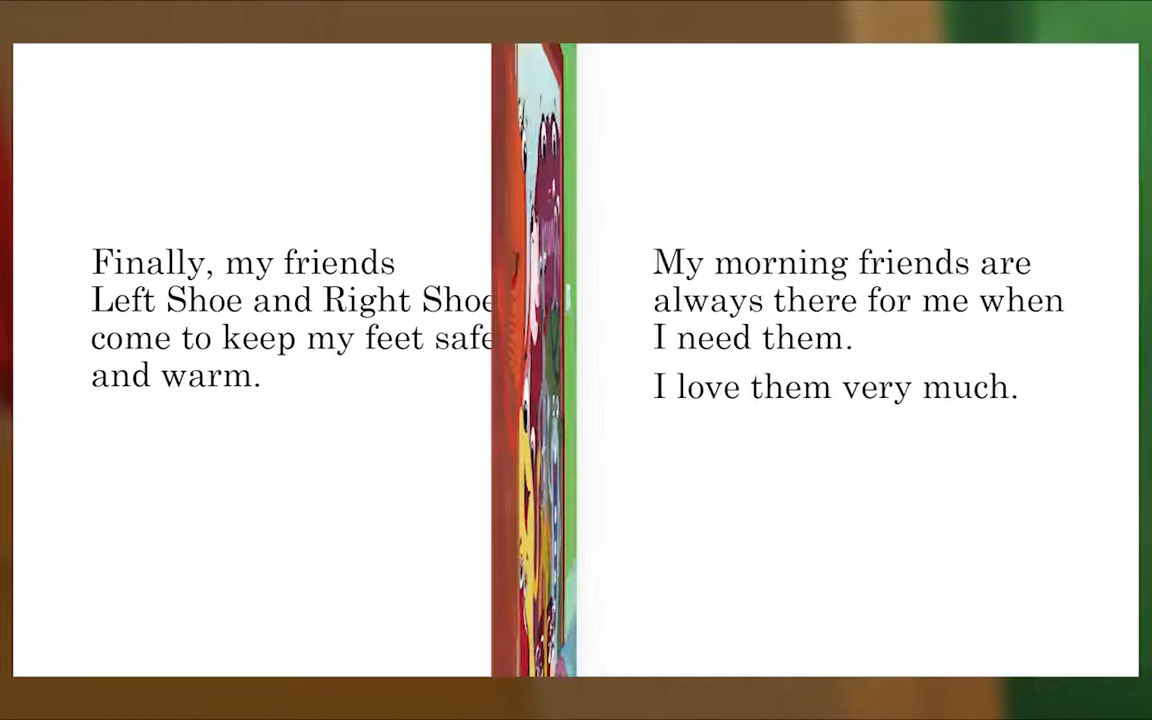 Finally, my friends
Left Shoe and Right Shoe
come to keep my feet safe
and warm.
My morning friends are
always there for me when
I need them.
I love them very much.